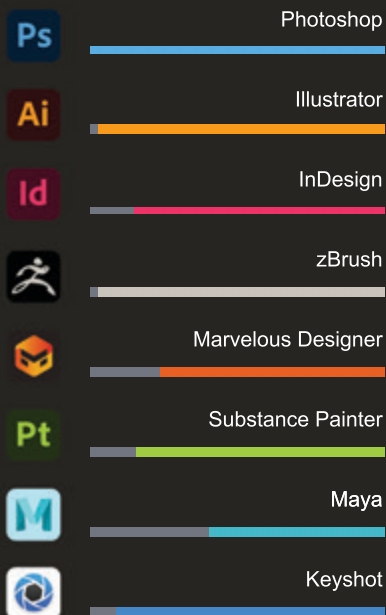 Ps
Photoshop
Ai
Illustrator
Id
InDesign
zBrush
Marvelous Designer
Pt
Substance Painter
M
Maya
Keyshot